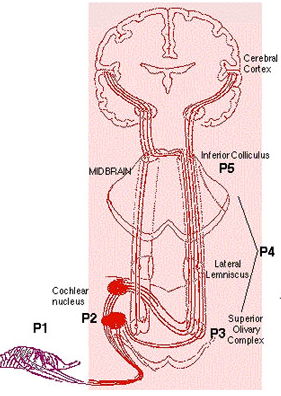 Cerebral
Cortex
Inferior Colliculus
MIDBRAIN
P5
P4
Lateral
Lemniscus
Cochlear
nucleus
P1
P2
P3
Superior
Olivary
Complex